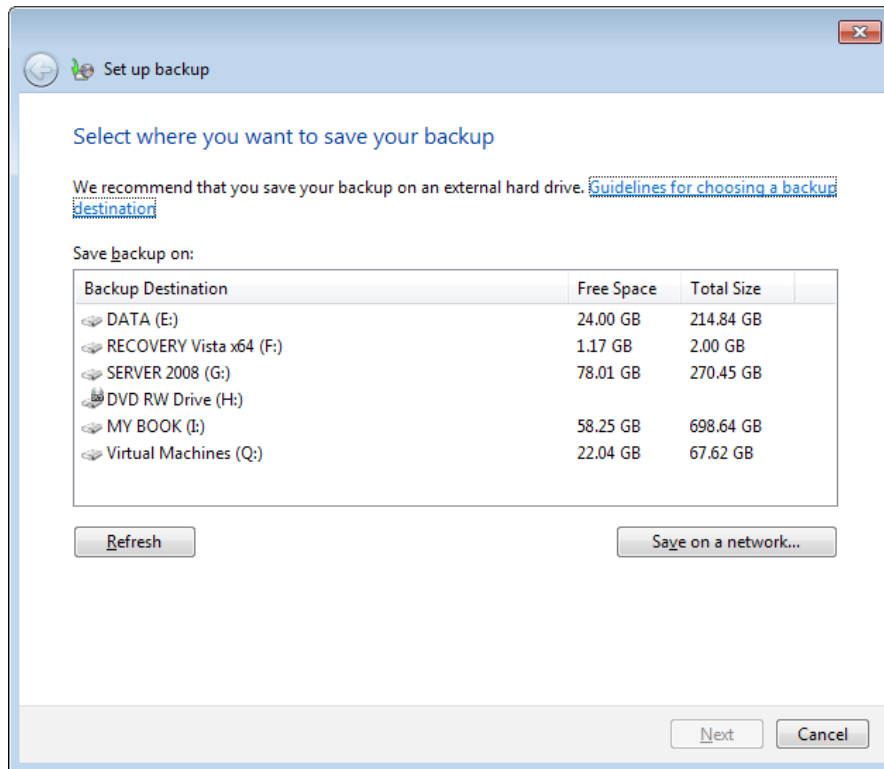 Set up backup
Select where you want to save your backup
We recommend that you save your backup on an external hard drive. Guidelines for choosing a backup
destination
Save backup on:
Backup Destination Free Space Total Size
DATA (E:) 24.00 GB 214.84 GB
RECOVERY Vista x64 (F:) 1.17 GB 2.00 GB
SERVER 2008 (G:) 78.01 GB 270.45 GB
DVD RW Drive (H:)
MY BOOK (I:) 58.25 GB 698.64 GB
Virtual Machines (Q:) 22.04 GB 67.62 GB
Refresh Save on a network...
Next Cancel